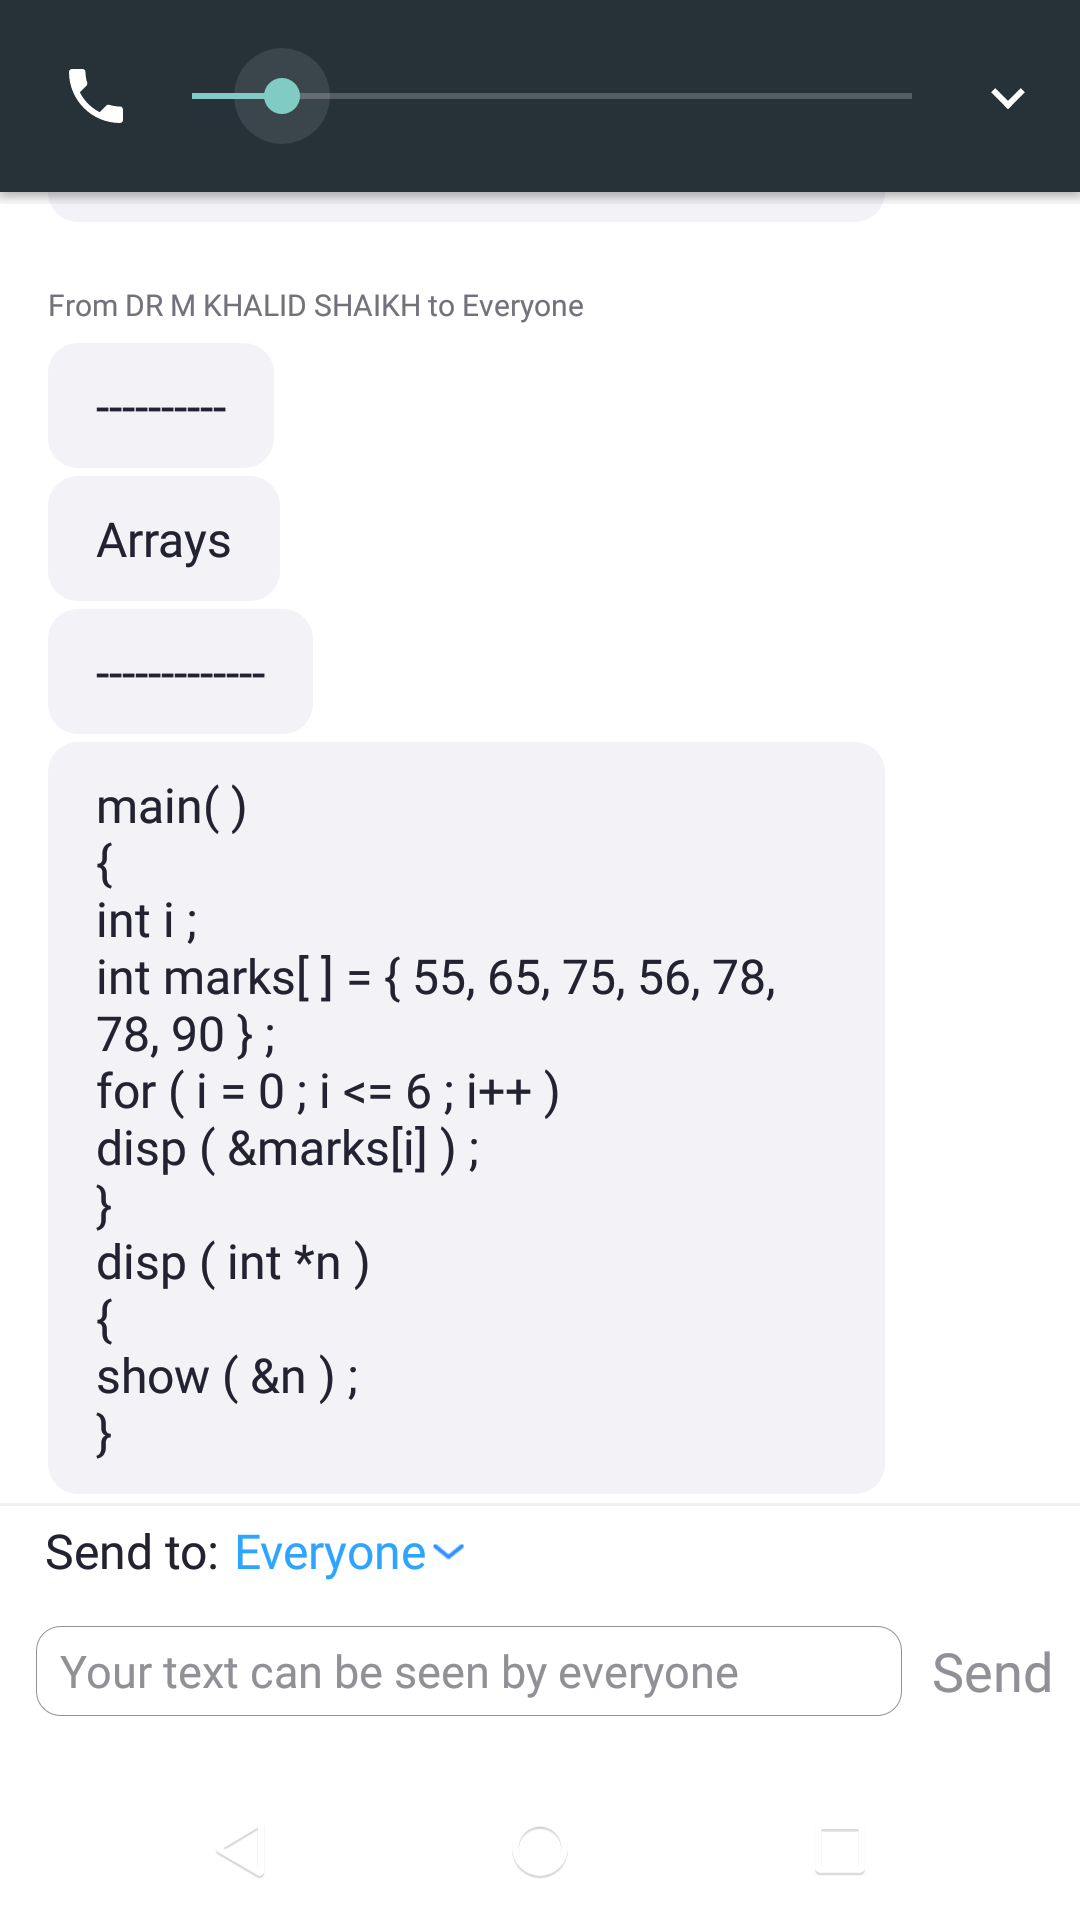 From DR M KHALID SHAIKH to Everyone
----------
Arrays
-------------
main( )
{
int i ;
int marks[ ] = { 55, 65, 75, 56, 78,
78, 90 } ;
for ( i = 0 ; i <= 6 ; i++ )
disp ( &marks[i] ) ;
}
disp ( int *n )
{
show ( &n ) ;
}
Send to: Everyone
Your text can be seen by everyone
Send